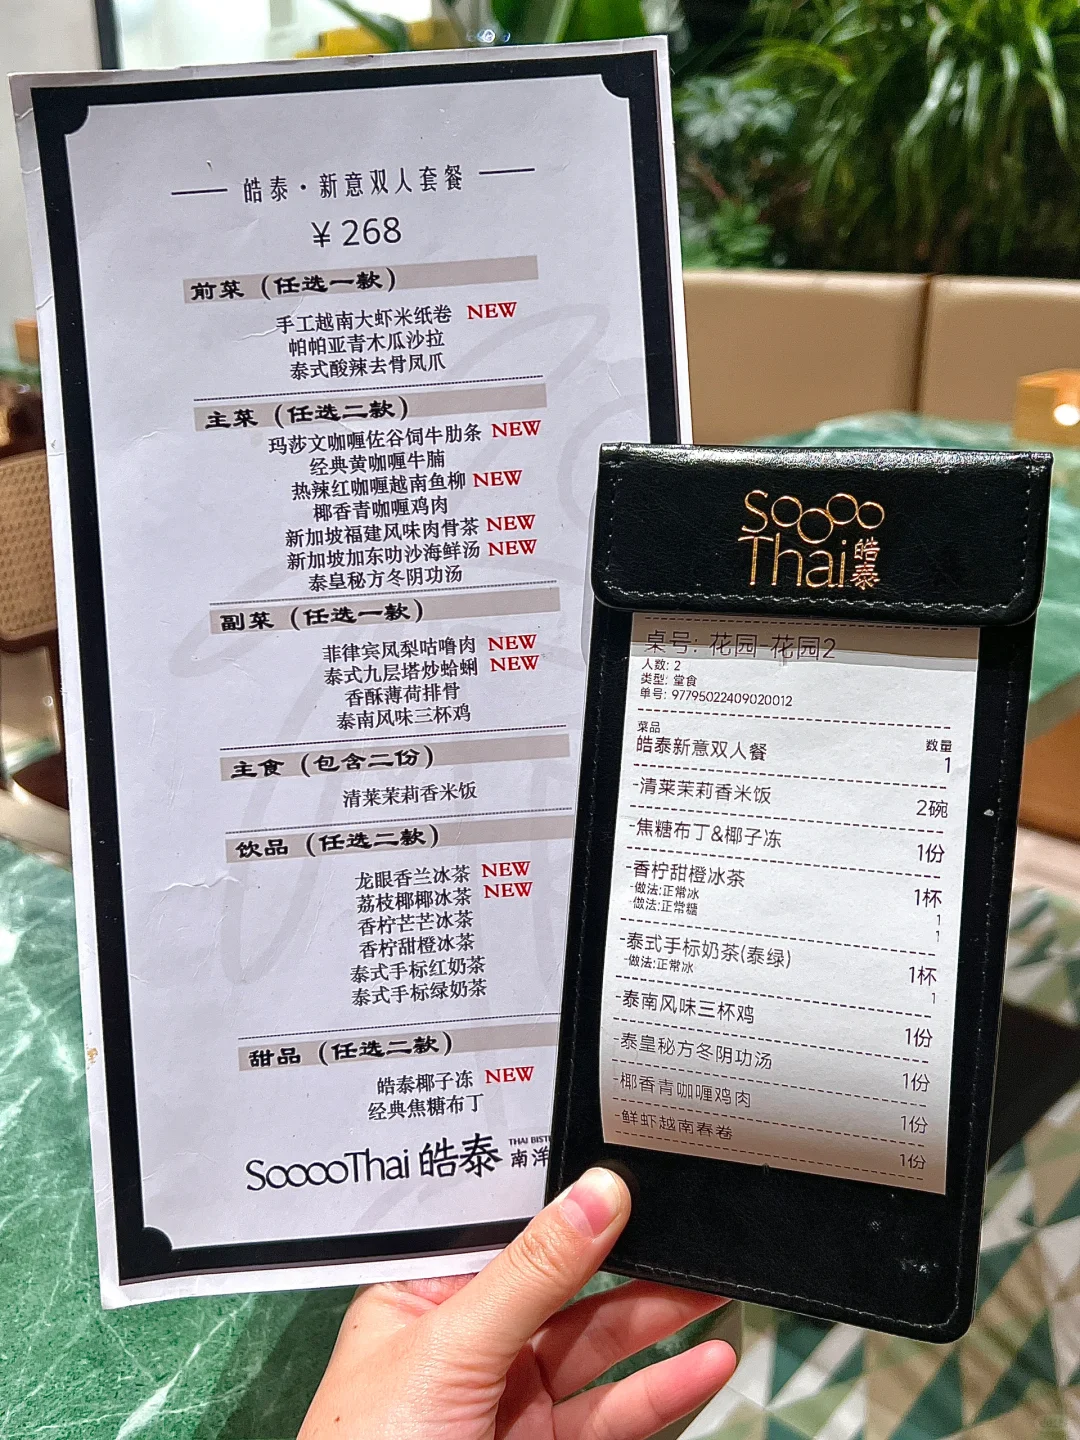 皓泰·新意双人套餐
¥ 268
前菜（任选一款）
手工越南大虾米纸卷 NEW
帕帕亚青木瓜沙拉
泰式酸辣去骨凤爪
主菜（任选二款）
玛莎文咖喱佐谷饲牛肋条 NEW
经典黄咖喱牛腩
热辣红咖喱越南鱼柳 NEW
椰香青咖喱鸡肉
新加坡福建风味肉骨茶 NEW
新加坡加东叻沙海鲜汤 NEW
泰皇秘方冬阴功汤
副菜（任选一款）
菲律宾凤梨咕噜肉 NEW
泰式九层塔炒蛤蜊 NEW
香酥薄荷排骨
泰南风味三杯鸡
主食（包含二份）
清莱茉莉香米饭
饮品（任选二款）
龙眼香兰冰茶 NEW
荔枝椰椰冰茶 NEW
香柠芒芒冰茶
香柠甜橙冰茶
泰式手标红奶茶
泰式手标绿奶茶
甜品（任选二款）
皓泰椰子冻 NEW
经典焦糖布丁
SooooThai 皓泰 THAI BIST
南洋
Soooo
Thai 皓泰
桌号: 花园-花园2
人数: 2
类型: 堂食
单号: 97795022409020012
菜品 数量
皓泰新意双人餐 1
-清莱茉莉香米饭 2碗
-焦糖布丁&椰子冻 1份
-香柠甜橙冰茶 1杯
-做法:正常冰 1
-做法:正常糖 1
-泰式手标奶茶(泰绿) 1杯
-做法:正常冰 1
-泰南风味三杯鸡 1份
-泰皇秘方冬阴功汤 1份
-椰香青咖喱鸡肉 1份
-鲜虾越南春卷 1份